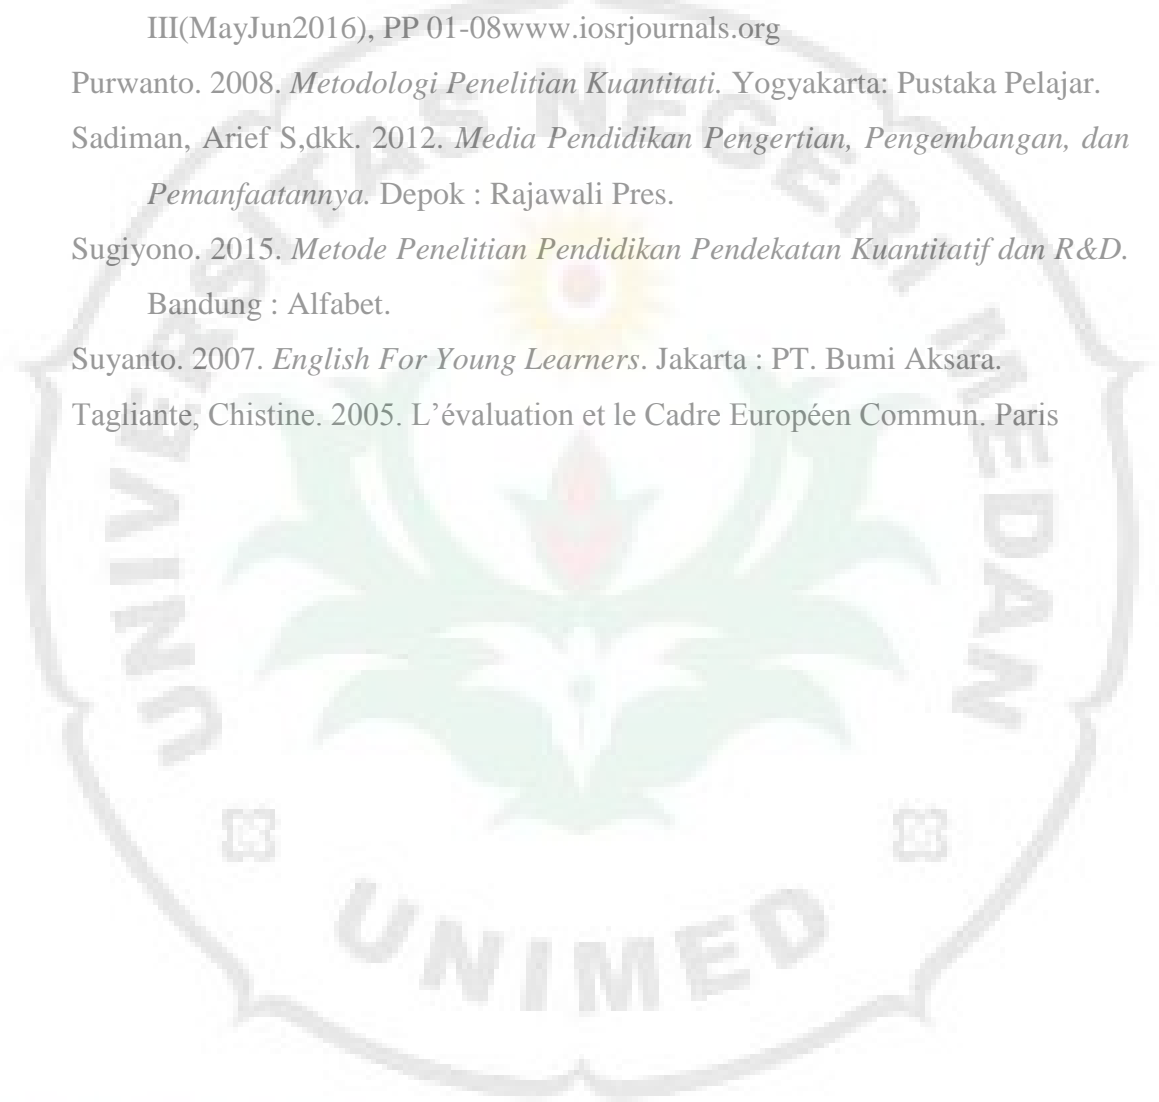 III(MayJun2016), PP 01-08www.iosrjournals.org
Purwanto. 2008. Metodologi Penelitian Kuantitati. Yogyakarta: Pustaka Pelajar.
Sadiman, Arief S,dkk. 2012. Media Pendidikan Pengertian, Pengembangan, dan
Pemanfaatannya. Depok : Rajawali Pres.
Sugiyono. 2015. Metode Penelitian Pendidikan Pendekatan Kuantitatif dan R&D.
Bandung : Alfabet.
Suyanto. 2007. English For Young Learners. Jakarta : PT. Bumi Aksara.
Tagliante, Chistine. 2005. L’évaluation et le Cadre Européen Commun. Paris
UNIVERSITAS NEGERI MEDAN
UNIMED